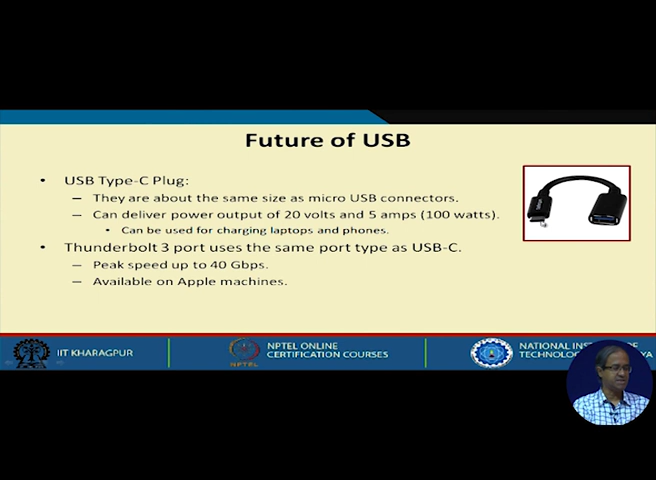 Future of USB
• USB Type-C Plug:
– They are about the same size as micro USB connectors.
– Can deliver power output of 20 volts and 5 amps (100 watts).
• Can be used for charging laptops and phones.
• Thunderbolt 3 port uses the same port type as USB-C.
– Peak speed up to 40 Gbps.
– Available on Apple machines.
IIT KHARAGPUR
NPTEL
NPTEL ONLINE
CERTIFICATION COURSES
NATIONAL
TECHNOLO